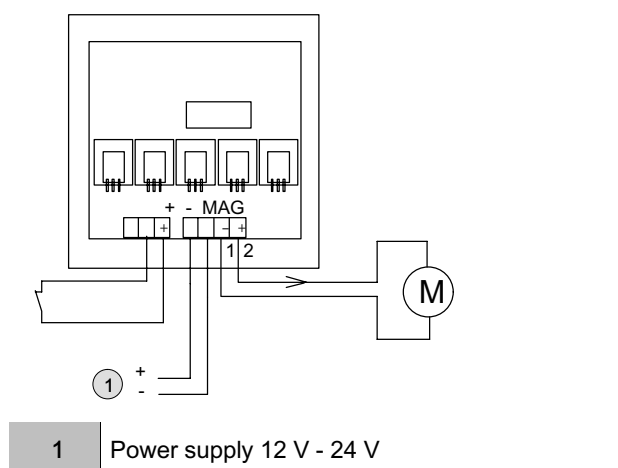 + - MAG
+ - +
1 2
M
+
1
-
1 Power supply 12 V - 24 V